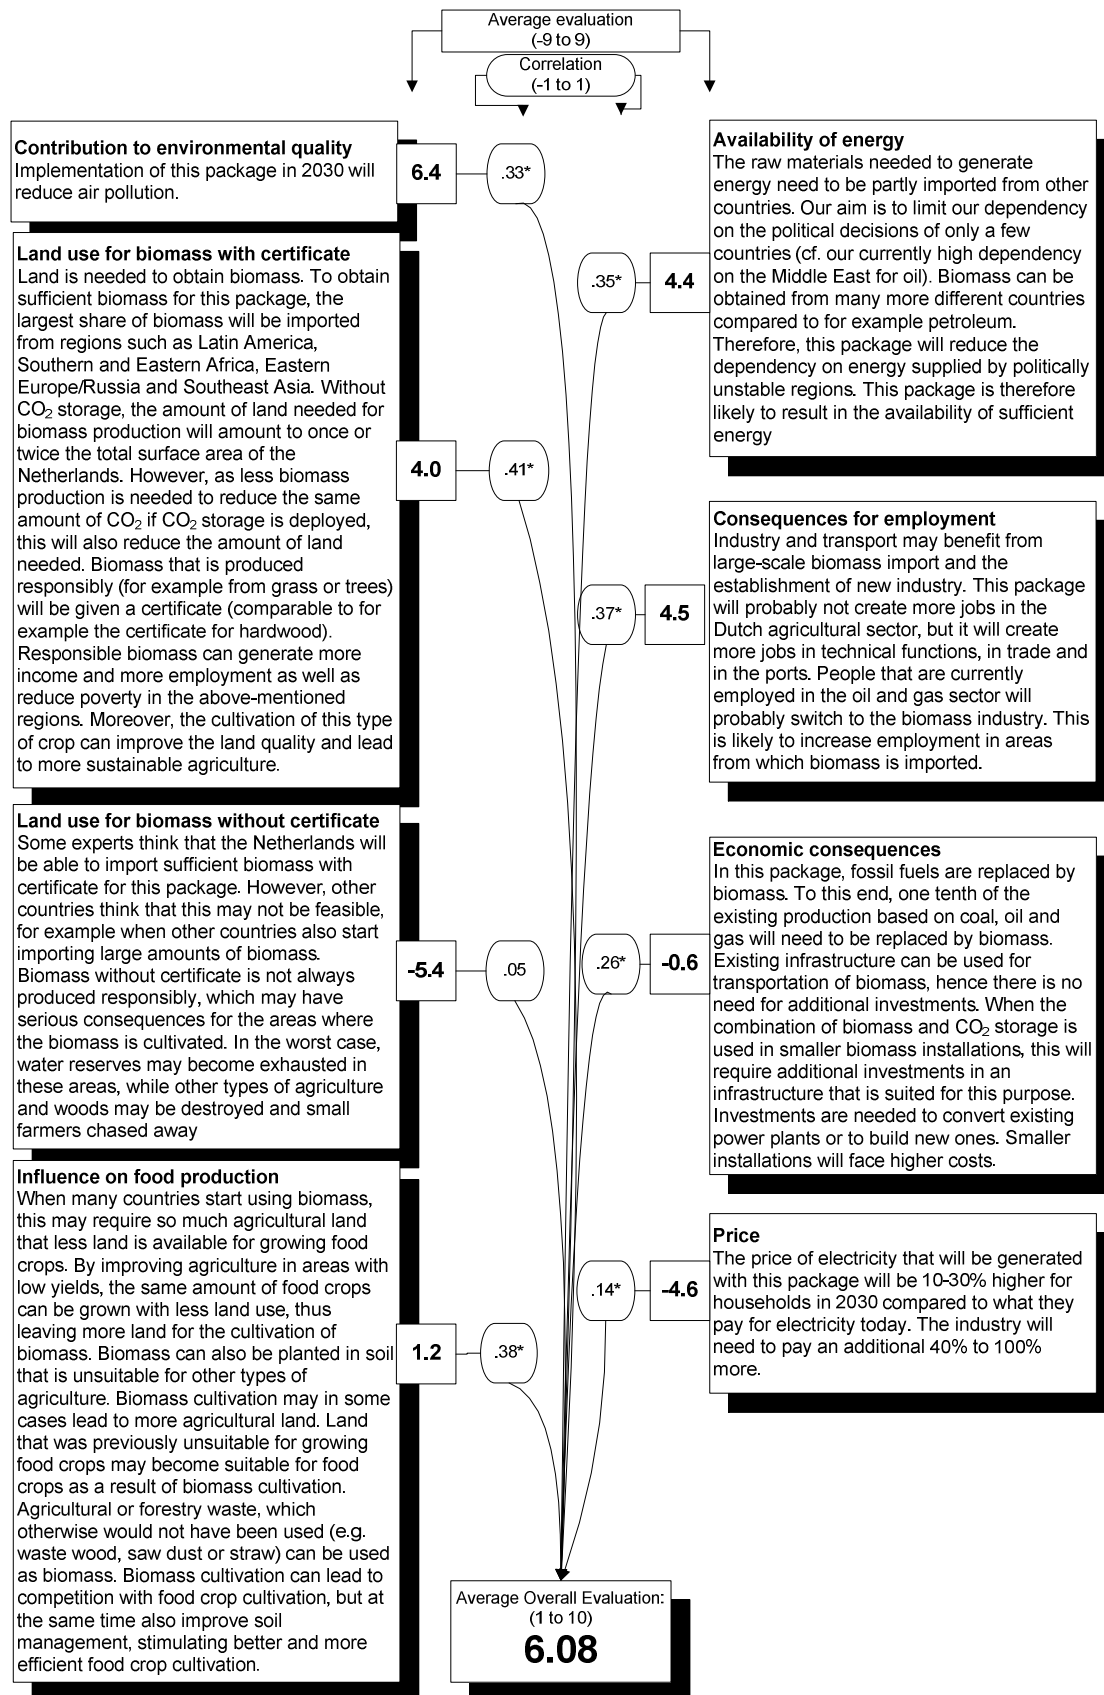 Average evaluation
(-9 to 9)
Correlation
(-1 to 1)
Contribution to environmental quality
Implementation of this package in 2030 will
reduce air pollution.
6.4
.33*
Land use for biomass with certificate
Land is needed to obtain biomass. To obtain
sufficient biomass for this package, the
largest share of biomass will be imported
from regions such as Latin America,
Southern and Eastern Africa, Eastern
Europe/Russia and Southeast Asia. Without
CO₂ storage, the amount of land needed for
biomass production will amount to once or
twice the total surface area of the
Netherlands. However, as less biomass
production is needed to reduce the same
amount of CO₂ if CO₂ storage is deployed,
this will also reduce the amount of land
needed. Biomass that is produced
responsibly (for example from grass or trees)
will be given a certificate (comparable to for
example the certificate for hardwood).
Responsible biomass can generate more
income and more employment as well as
reduce poverty in the above-mentioned
regions. Moreover, the cultivation of this type
of crop can improve the land quality and lead
to more sustainable agriculture.
4.0
.41*
Land use for biomass without certificate
Some experts think that the Netherlands will
be able to import sufficient biomass with
certificate for this package. However, other
countries think that this may not be feasible,
for example when other countries also start
importing large amounts of biomass.
Biomass without certificate is not always
produced responsibly, which may have
serious consequences for the areas where
the biomass is cultivated. In the worst case,
water reserves may become exhausted in
these areas, while other types of agriculture
and woods may be destroyed and small
farmers chased away
-5.4
.05
Influence on food production
When many countries start using biomass,
this may require so much agricultural land
that less land is available for growing food
crops. By improving agriculture in areas with
low yields, the same amount of food crops
can be grown with less land use, thus
leaving more land for the cultivation of
biomass. Biomass can also be planted in soil
that is unsuitable for other types of
agriculture. Biomass cultivation may in some
cases lead to more agricultural land. Land
that was previously unsuitable for growing
food crops may become suitable for food
crops as a result of biomass cultivation.
Agricultural or forestry waste, which
otherwise would not have been used (e.g.
waste wood, saw dust or straw) can be used
as biomass. Biomass cultivation can lead to
competition with food crop cultivation, but at
the same time also improve soil
management, stimulating better and more
efficient food crop cultivation.
1.2
.38*
Availability of energy
The raw materials needed to generate
energy need to be partly imported from other
countries. Our aim is to limit our dependency
on the political decisions of only a few
countries (cf. our currently high dependency
on the Middle East for oil). Biomass can be
obtained from many more different countries
compared to for example petroleum.
Therefore, this package will reduce the
dependency on energy supplied by politically
unstable regions. This package is therefore
likely to result in the availability of sufficient
energy
.35*
4.4
Consequences for employment
Industry and transport may benefit from
large-scale biomass import and the
establishment of new industry. This package
will probably not create more jobs in the
Dutch agricultural sector, but it will create
more jobs in technical functions, in trade and
in the ports. People that are currently
employed in the oil and gas sector will
probably switch to the biomass industry. This
is likely to increase employment in areas
from which biomass is imported.
.37*
4.5
Economic consequences
In this package, fossil fuels are replaced by
biomass. To this end, one tenth of the
existing production based on coal, oil and
gas will need to be replaced by biomass.
Existing infrastructure can be used for
transportation of biomass, hence there is no
need for additional investments. When the
combination of biomass and CO₂ storage is
used in smaller biomass installations, this will
require additional investments in an
infrastructure that is suited for this purpose.
Investments are needed to convert existing
power plants or to build new ones. Smaller
installations will face higher costs.
.26*
-0.6
Price
The price of electricity that will be generated
with this package will be 10-30% higher for
households in 2030 compared to what they
pay for electricity today. The industry will
need to pay an additional 40% to 100%
more.
.14*
-4.6
Average Overall Evaluation:
(1 to 10)
6.08